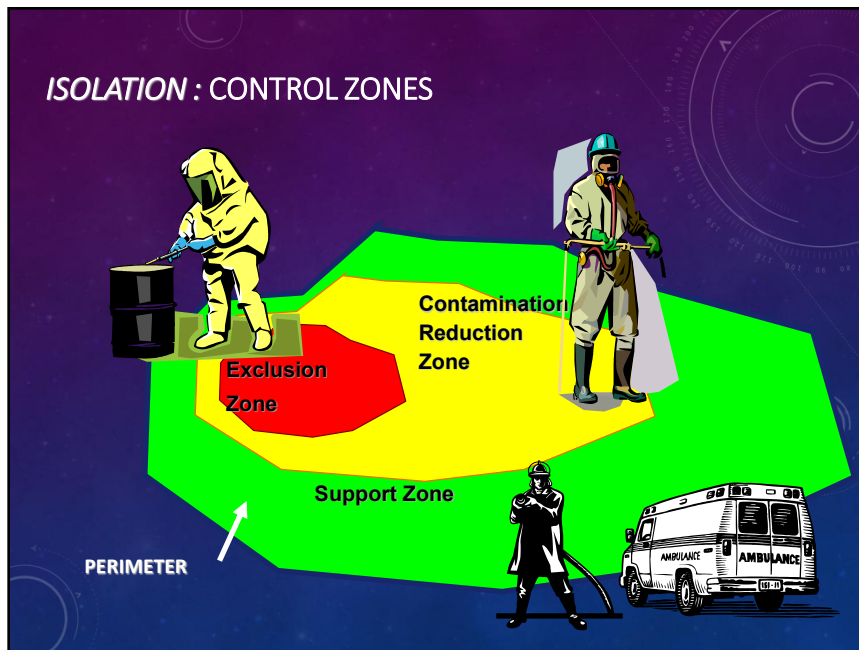 ISOLATION : CONTROL ZONES
Contamination
Reduction
Zone
Exclusion
Zone
Support Zone
PERIMETER
AMBULANCE
AMBULANCE